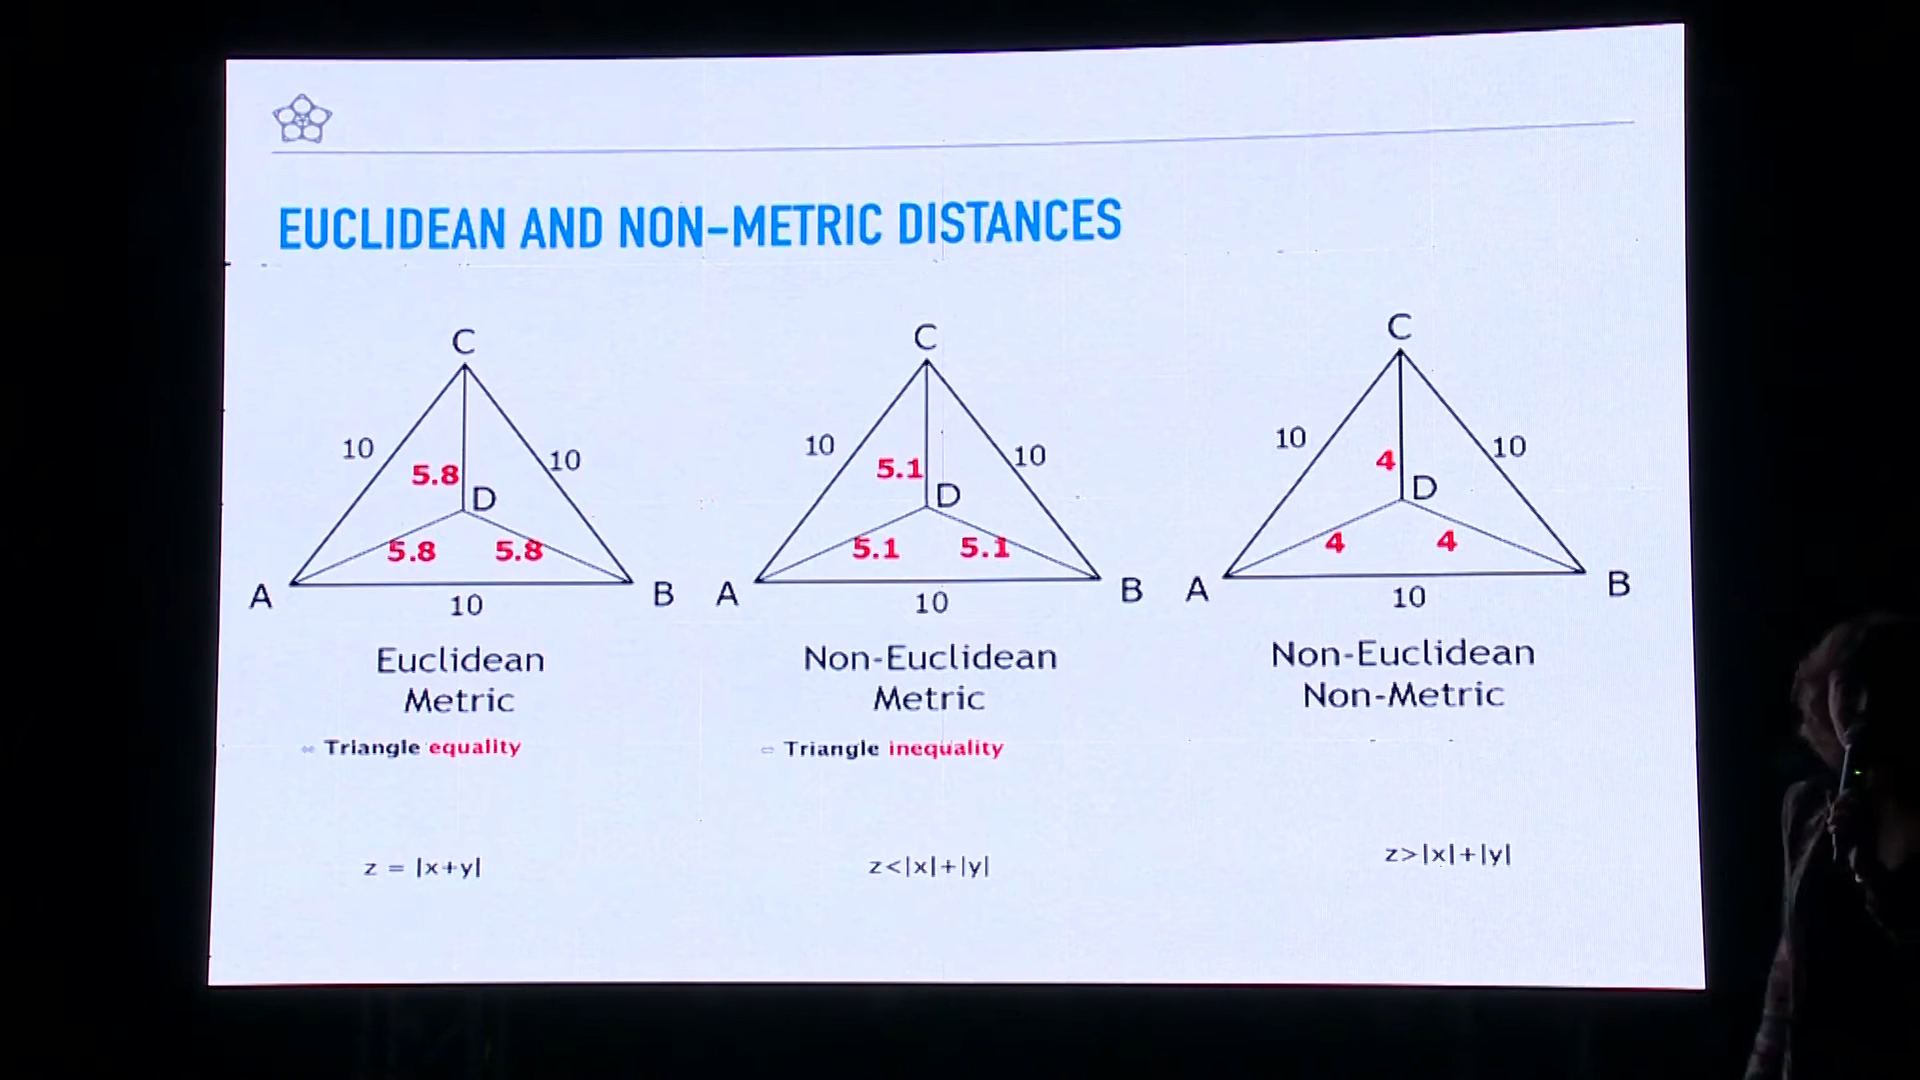 EUCLIDEAN AND NON-METRIC DISTANCES
C
10
10
5.8
D
5.8
5.8
A
B
10
Euclidean
Metric
Triangle equality
z = |x+y|
C
10
10
5.1
D
5.1
5.1
A
B
10
Non-Euclidean
Metric
Triangle inequality
z<|x|+|y|
C
10
10
4
D
4
4
A
B
10
Non-Euclidean
Non-Metric
z>|x|+|y|